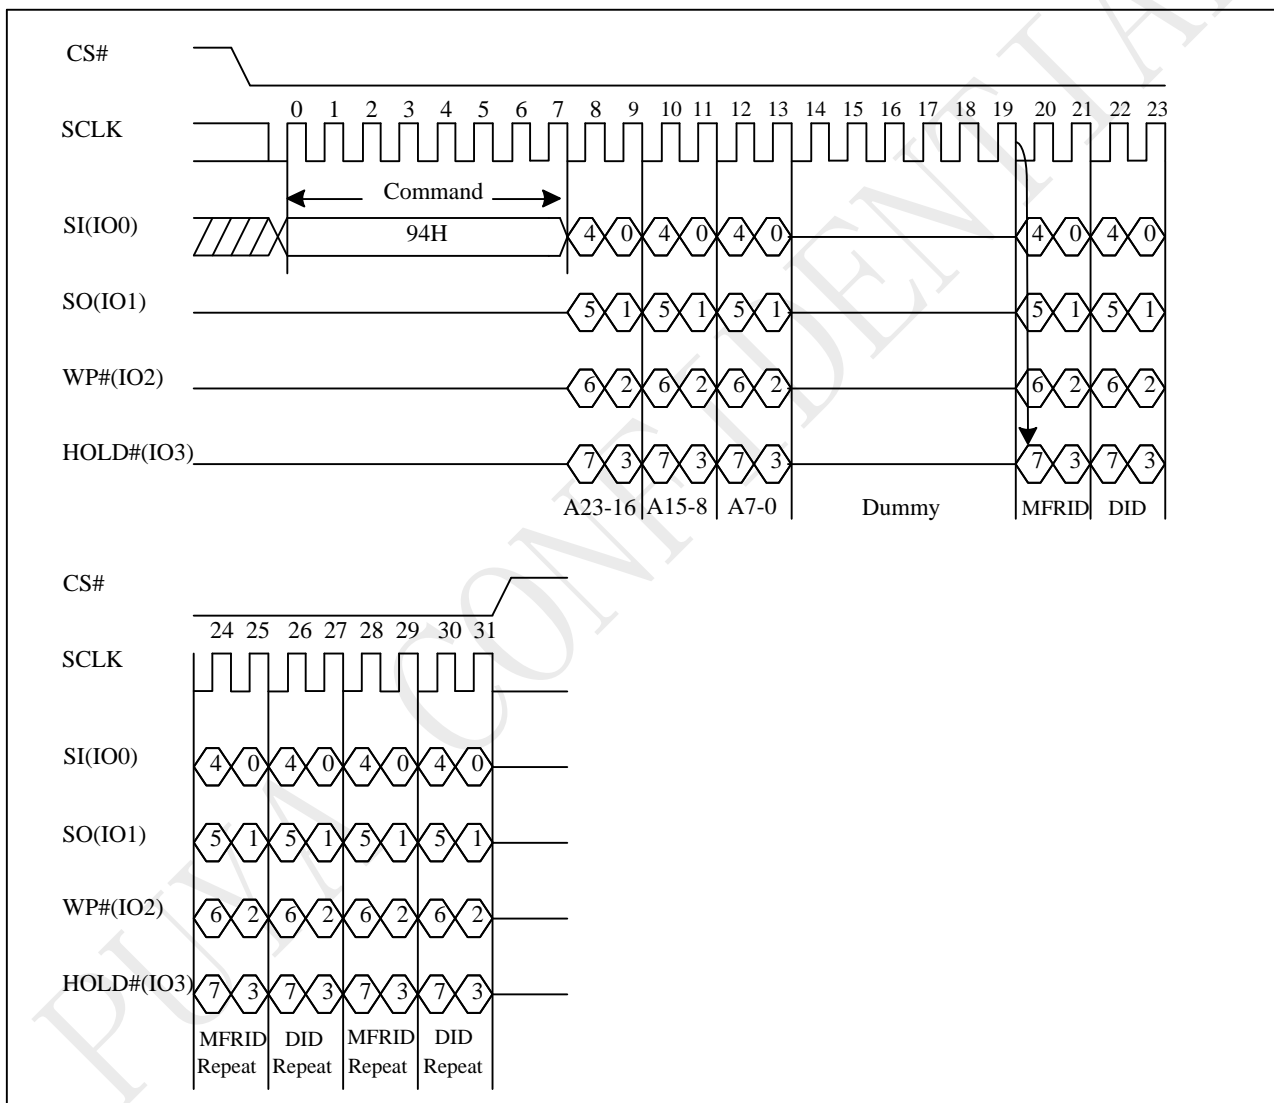 CS#
0 1 2 3 4 5 6 7 8 9 10 11 12 13 14 15 16 17 18 19 20 21 22 23
SCLK
Command
SI(IO0) 94H 4 0 4 0 4 0 4 0 4 0
SO(IO1) 5 1 5 1 5 1 5 1 5 1
WP#(IO2) 6 2 6 2 6 2 6 2 6 2
HOLD#(IO3) 7 3 7 3 7 3 7 3 7 3
A23-16 A15-8 A7-0 Dummy MFRID DID
CS#
24 25 26 27 28 29 30 31
SCLK
SI(IO0) 4 0 4 0 4 0 4 0
SO(IO1) 5 1 5 1 5 1 5 1
WP#(IO2) 6 2 6 2 6 2 6 2
HOLD#(IO3) 7 3 7 3 7 3 7 3
MFRID DID MFRID DID
Repeat Repeat Repeat Repeat
PUYA CONFIDENTIAL